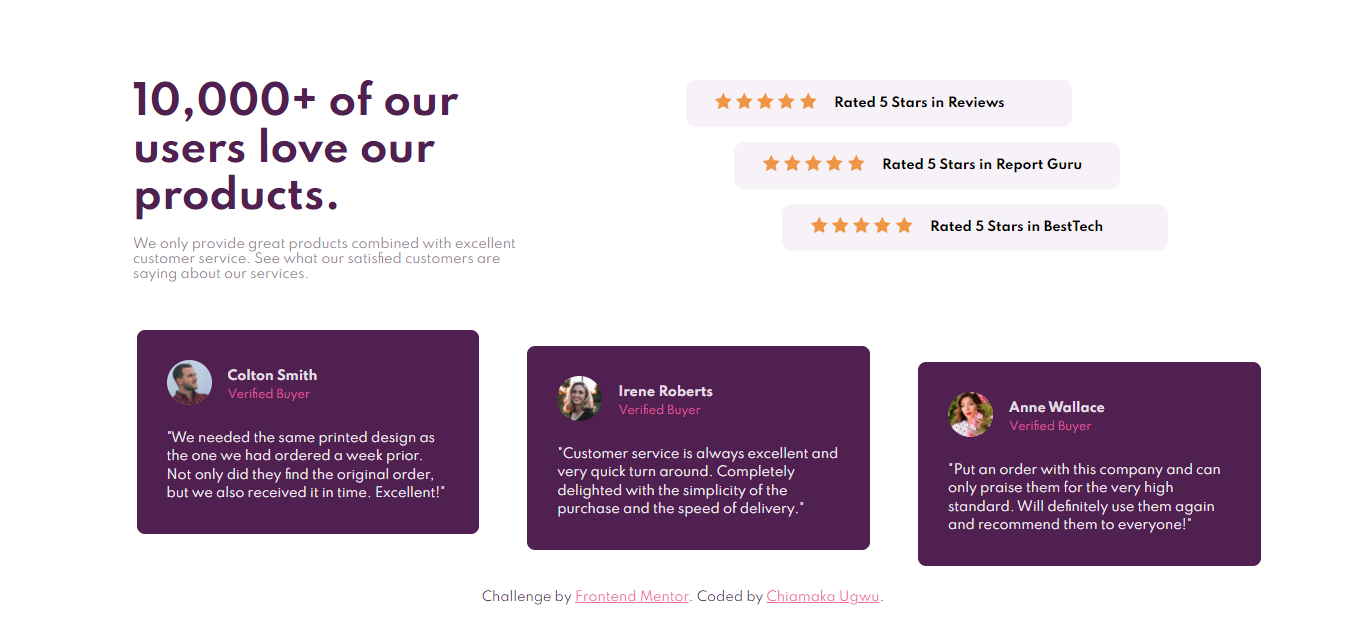 10,000+ of our
users love our
products.
We only provide great products combined with excellent
customer service. See what our satisfied customers are
saying about our services.
Rated 5 Stars in Reviews
Rated 5 Stars in Report Guru
Rated 5 Stars in BestTech
Colton Smith
Verified Buyer
"We needed the same printed design as
the one we had ordered a week prior.
Not only did they find the original order,
but we also received it in time. Excellent!"
Irene Roberts
Verified Buyer
"Customer service is always excellent and
very quick turn around. Completely
delighted with the simplicity of the
purchase and the speed of delivery."
Anne Wallace
Verified Buyer
"Put an order with this company and can
only praise them for the very high
standard. Will definitely use them again
and recommend them to everyone!"
Challenge by Frontend Mentor. Coded by Chiamaka Ugwu.